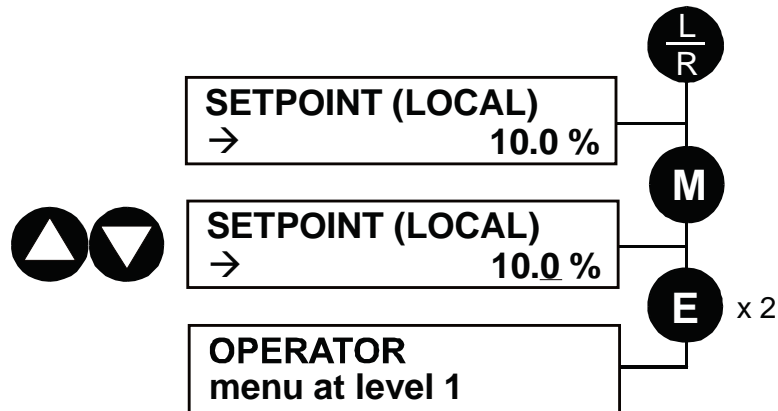 L
R
SETPOINT (LOCAL)
→ 10.0 %
M
SETPOINT (LOCAL)
→ 10.0 %
E x 2
OPERATOR
menu at level 1